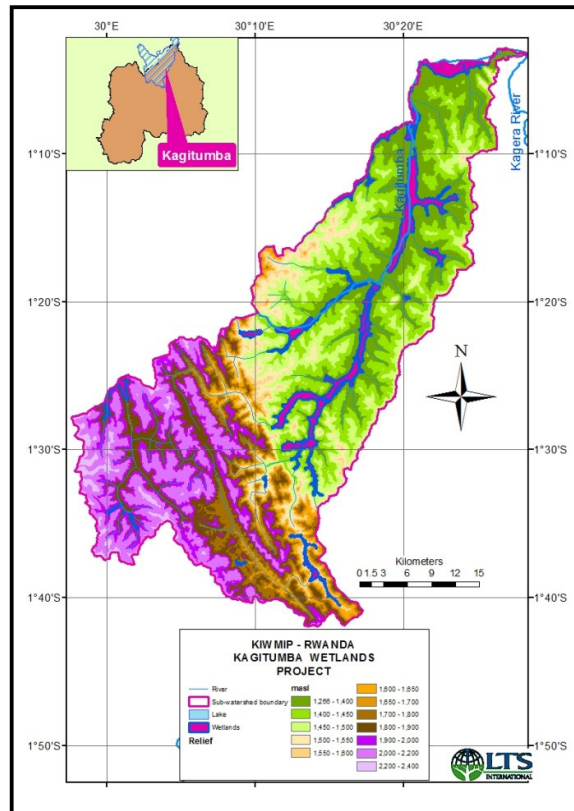 30°E 30°10'E 30°20'E
Kagitumba
Kagera River
Kagitumba
1°10'S 1°10'S
1°20'S 1°20'S
N
1°30'S 1°30'S
Kilometers
0 1.5 3 6 9 12 15
1°40'S 1°40'S
KIWMIP - RWANDA
KAGITUMBA WETLANDS
PROJECT
River
Sub-watershed boundary
Lake
Wetlands
Relief
masl
1,266 - 1,400
1,400 - 1,450
1,450 - 1,500
1,500 - 1,550
1,550 - 1,600
1,600 - 1,650
1,650 - 1,700
1,700 - 1,800
1,800 - 1,900
1,900 - 2,000
2,000 - 2,200
2,200 - 2,400
1°50'S 1°50'S
LTS
INTERNATIONAL
30°E 30°10'E 30°20'E